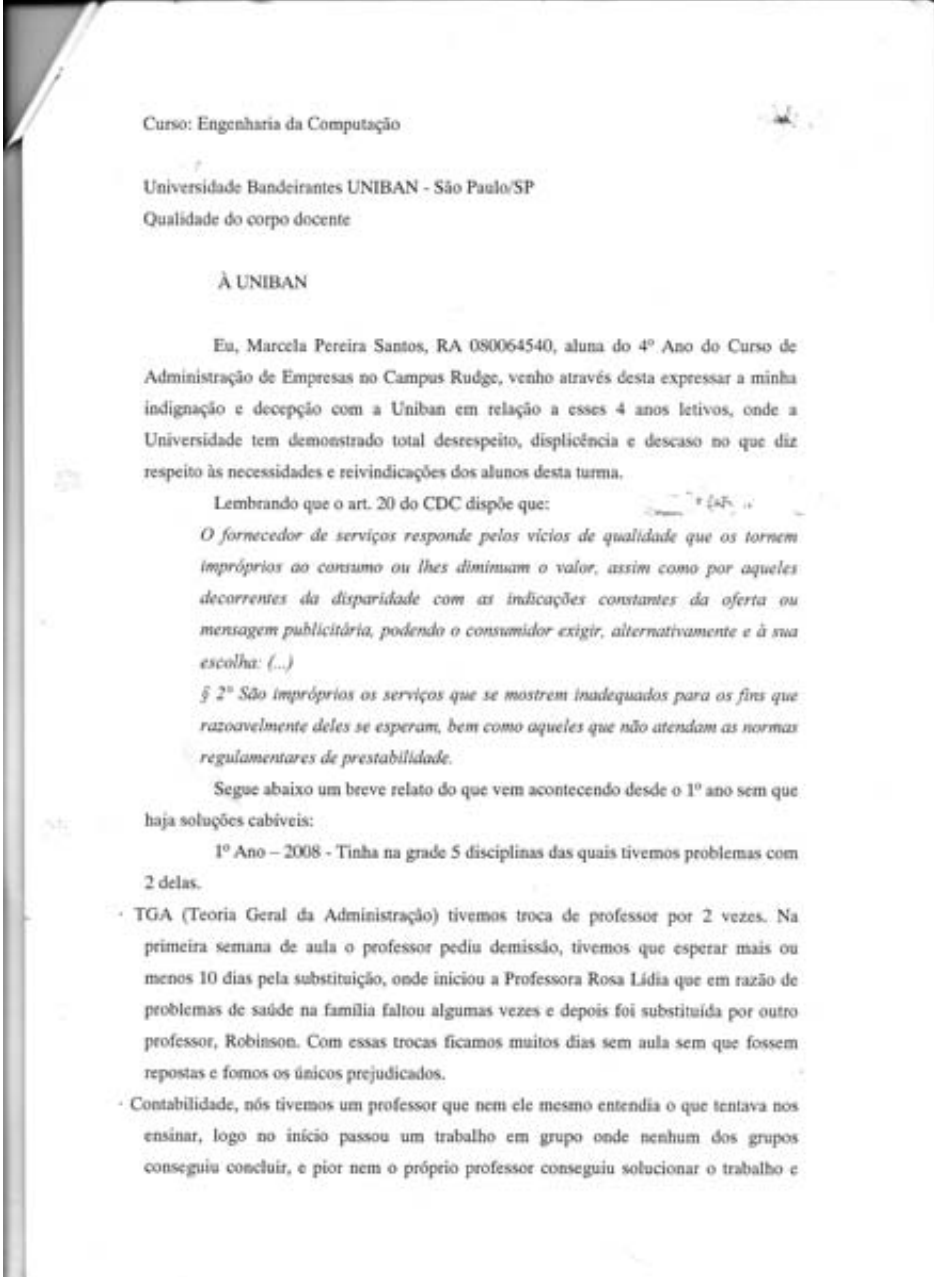 Curso: Engenharia da Computação
Universidade Bandeirantes UNIBAN - São Paulo/SP
Qualidade do corpo docente
À UNIBAN
Eu, Marcela Pereira Santos, RA 080064540, aluna do 4º Ano do Curso de
Administração de Empresas no Campus Rudge, venho através desta expressar a minha
indignação e decepção com a Uniban em relação a esses 4 anos letivos, onde a
Universidade tem demonstrado total desrespeito, displicência e descaso no que diz
respeito às necessidades e reivindicações dos alunos desta turma.
Lembrando que o art. 20 do CDC dispõe que:
O fornecedor de serviços responde pelos vícios de qualidade que os tornem
impróprios ao consumo ou lhes diminuam o valor, assim como por aqueles
decorrentes da disparidade com as indicações constantes da oferta ou
mensagem publicitária, podendo o consumidor exigir, alternativamente e à sua
escolha: (...)
§ 2º São impróprios os serviços que se mostrem inadequados para os fins que
razoavelmente deles se esperam, bem como aqueles que não atendam as normas
regulamentares de prestabilidade.
Segue abaixo um breve relato do que vem acontecendo desde o 1º ano sem que
haja soluções cabíveis:
1º Ano – 2008 - Tinha na grade 5 disciplinas das quais tivemos problemas com
2 delas.
· TGA (Teoria Geral da Administração) tivemos troca de professor por 2 vezes. Na
primeira semana de aula o professor pediu demissão, tivemos que esperar mais ou
menos 10 dias pela substituição, onde iniciou a Professora Rosa Lídia que em razão de
problemas de saúde na família faltou algumas vezes e depois foi substituída por outro
professor, Robinson. Com essas trocas ficamos muitos dias sem aula sem que fossem
repostas e fomos os únicos prejudicados.
· Contabilidade, nós tivemos um professor que nem ele mesmo entendia o que tentava nos
ensinar, logo no início passou um trabalho em grupo onde nenhum dos grupos
conseguiu concluir, e pior nem o próprio professor conseguiu solucionar o trabalho e